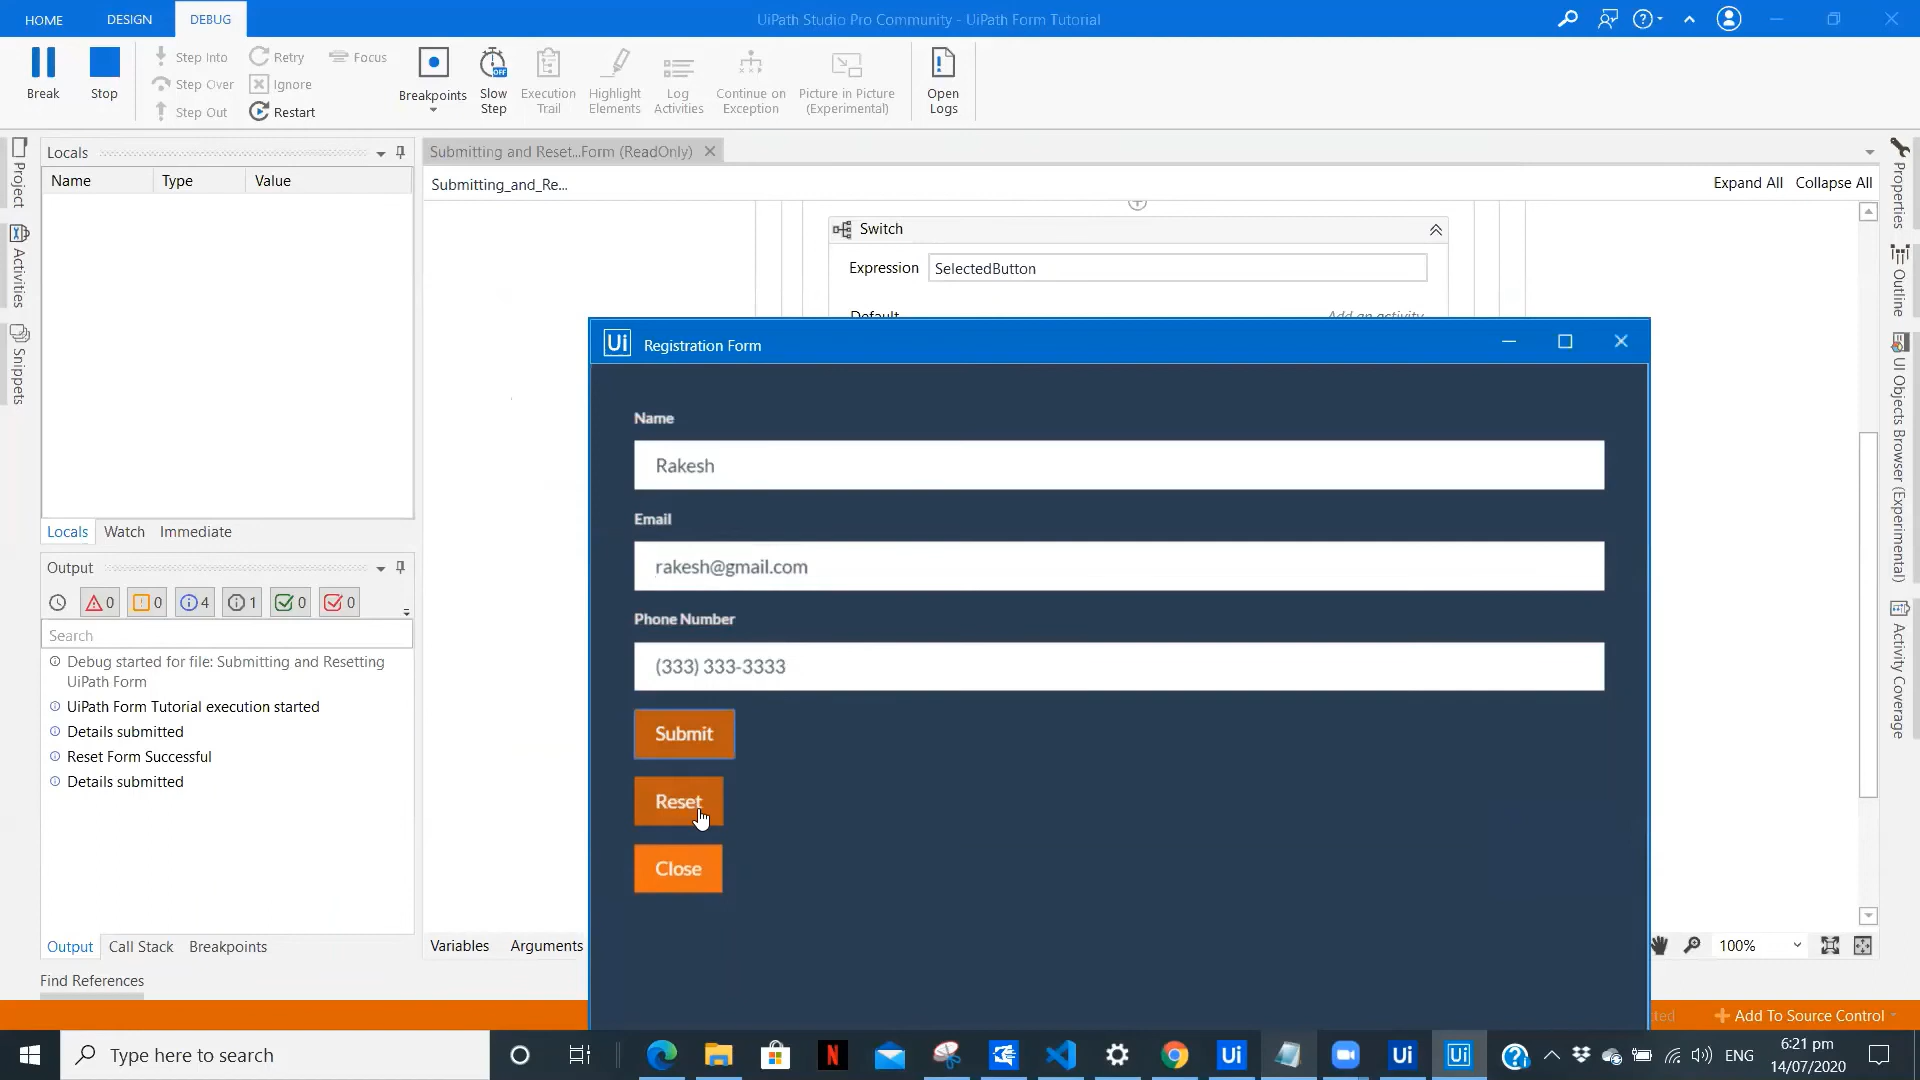 HOME
DESIGN
DEBUG
UiPath Studio Pro Community - UiPath Form Tutorial
Break
Stop
Step Into
Step Over
Step Out
Retry
Ignore
Restart
Focus
Breakpoints
OFF
Slow Step
Execution Trail
Highlight Elements
Log Activities
Continue on Exception
Picture in Picture (Experimental)
Open Logs
Project
Activities
Snippets
Locals
Name
Type
Value
Locals
Watch
Immediate
Output
0
0
4
1
0
0
Search
Debug started for file: Submitting and Resetting
UiPath Form
UiPath Form Tutorial execution started
Details submitted
Reset Form Successful
Details submitted
Output
Call Stack
Breakpoints
Find References
Submitting and Reset...Form (ReadOnly)
Submitting_and_Re...
Expand All
Collapse All
Switch
Expression
SelectedButton
Default
Add an activity
Ui
Registration Form
Name
Rakesh
Email
rakesh@gmail.com
Phone Number
(333) 333-3333
Submit
Reset
Close
Variables
Arguments
100%
Properties
Outline
UI Objects Browser (Experimental)
Activity Coverage
Add To Source Control
Type here to search
N
Ui
Ui
Ui
ENG
6:21 pm
14/07/2020